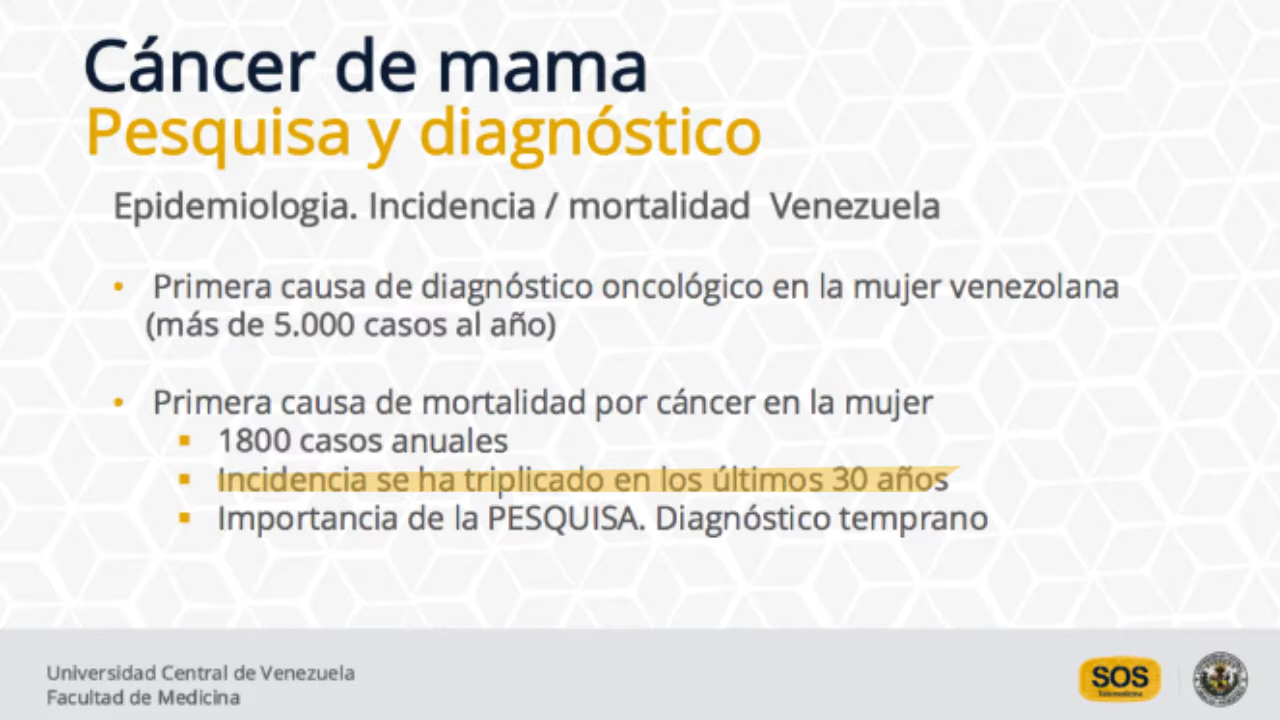 Cáncer de mama
Pesquisa y diagnóstico
Epidemiologia. Incidencia / mortalidad Venezuela
• Primera causa de diagnóstico oncológico en la mujer venezolana
(más de 5.000 casos al año)
• Primera causa de mortalidad por cáncer en la mujer
▪ 1800 casos anuales
▪ Incidencia se ha triplicado en los últimos 30 años
▪ Importancia de la PESQUISA. Diagnóstico temprano
Universidad Central de Venezuela
Facultad de Medicina
SOS
Telemedicina